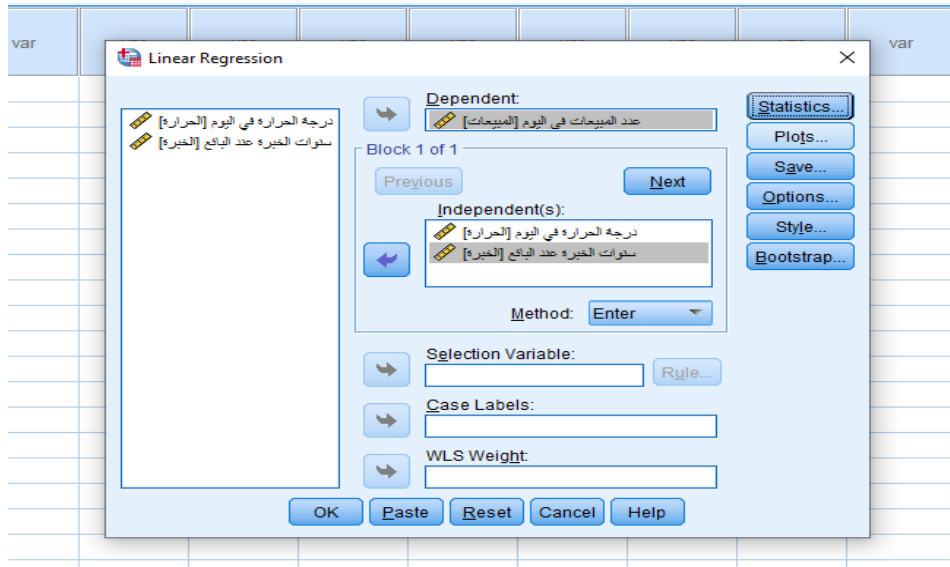 var
var
Linear Regression
درجة الحرارة في اليوم [الحرارة]
سنوات الخبرة عند البائع [الخبرة]
Dependent:
عدد المبيعات في اليوم [المبيعات]
Block 1 of 1
Previous
Next
Independent(s):
درجة الحرارة في اليوم [الحرارة]
سنوات الخبرة عند البائع [الخبرة]
Method: Enter
Selection Variable:
Rule...
Case Labels:
WLS Weight:
Statistics...
Plots...
Save...
Options...
Style...
Bootstrap...
OK Paste Reset Cancel Help